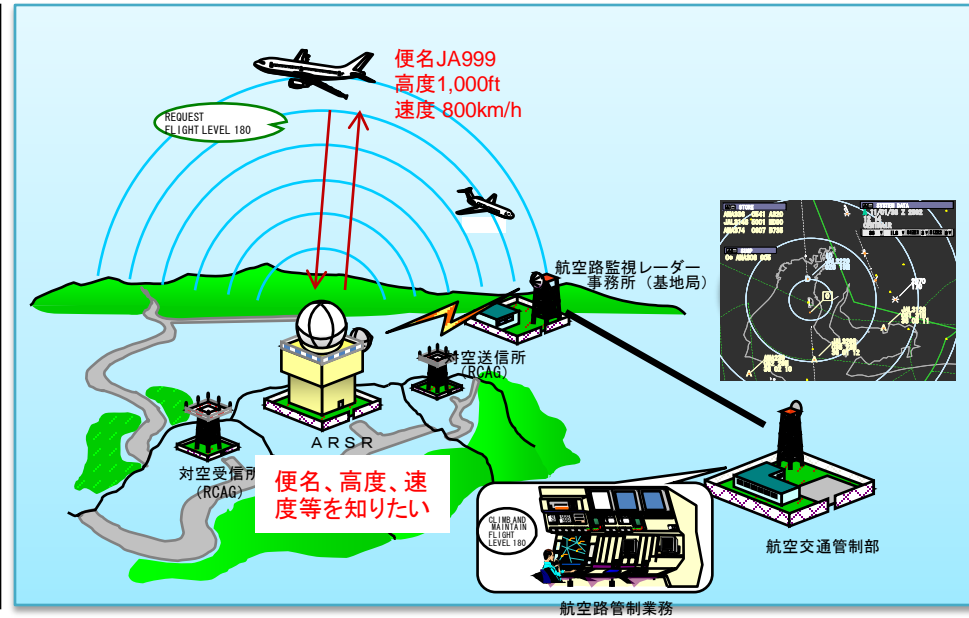 便名JA999
高度1,000ft
速度 800km/h
REQUEST
FLIGHT LEVEL 180
航空路監視レーダー
事務所（基地局）
対空送信所
(RCAG)
ARSR
対空受信所
(RCAG)
便名、高度、速
度等を知りたい
CLIMB AND
MAINTAIN
FLIGHT
LEVEL 180
航空交通管制部
航空路管制業務
STORE
SYSTEM DATA